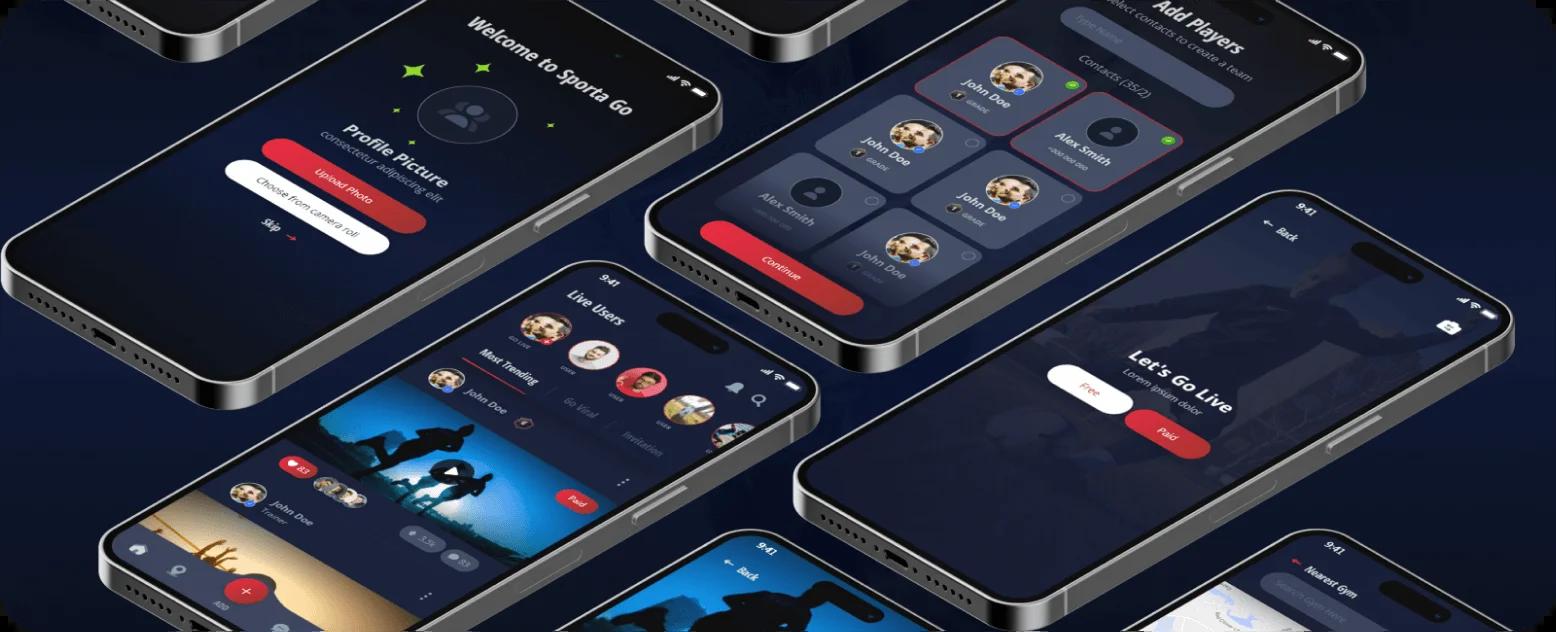 Welcome to Sporta Go
Profile Picture
consectetur adipiscing elit
Upload Photo
Choose from camera roll
Skip →
Add Players
Select contacts to create a team
Type Name
Contacts (35/2)
John Doe
GRADE
Alex Smith
John Doe
GRADE
John Doe
GRADE
Alex Smith
John Doe
GRADE
Continue
9:41
Live Users
GO LIVE
USER
USER
USER
Most Trending
Go Viral
Invitation
John Doe
Paid
83
John Doe
Trainer
3.5k
83
ADD
9:41
← Back
Let's Go Live
Lorem ipsum dolor
Free
Paid
9:41
← Back
9:41
← Nearest Gym
Search Gym Here